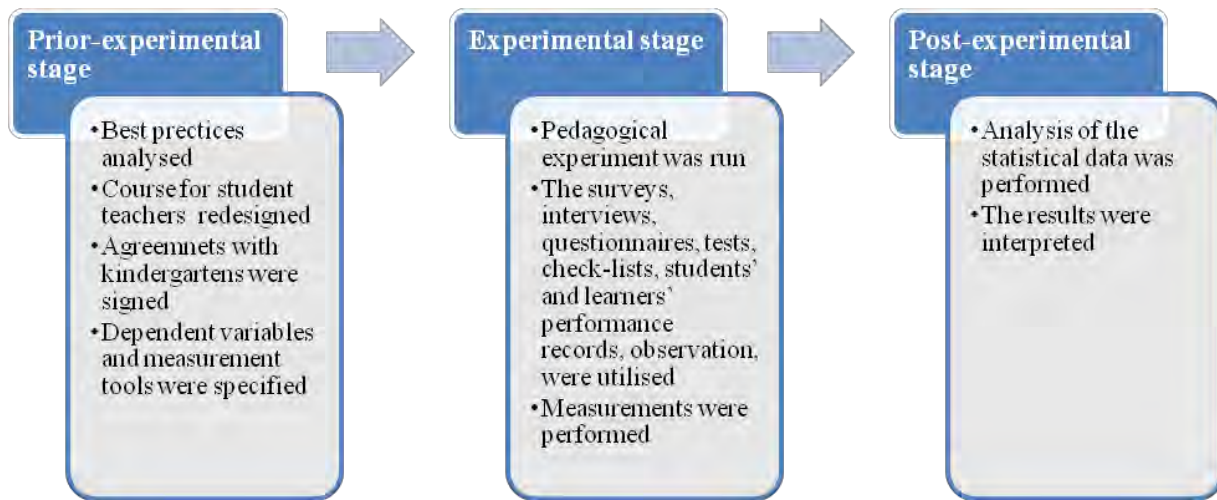 Prior-experimental
stage
•Best prectices
analysed
•Course for student
teachers redesigned
•Agreemnets with
kindergartens were
signed
•Dependent variables
and measurement
tools were specified
Experimental stage
•Pedagogical
experiment was run
•The surveys,
interviews,
questionnaires, tests,
check-lists, students’
and learners’
performance
records, observation,
were utilised
•Measurements were
performed
Post-experimental
stage
•Analysis of the
statistical data was
performed
•The results were
interpreted